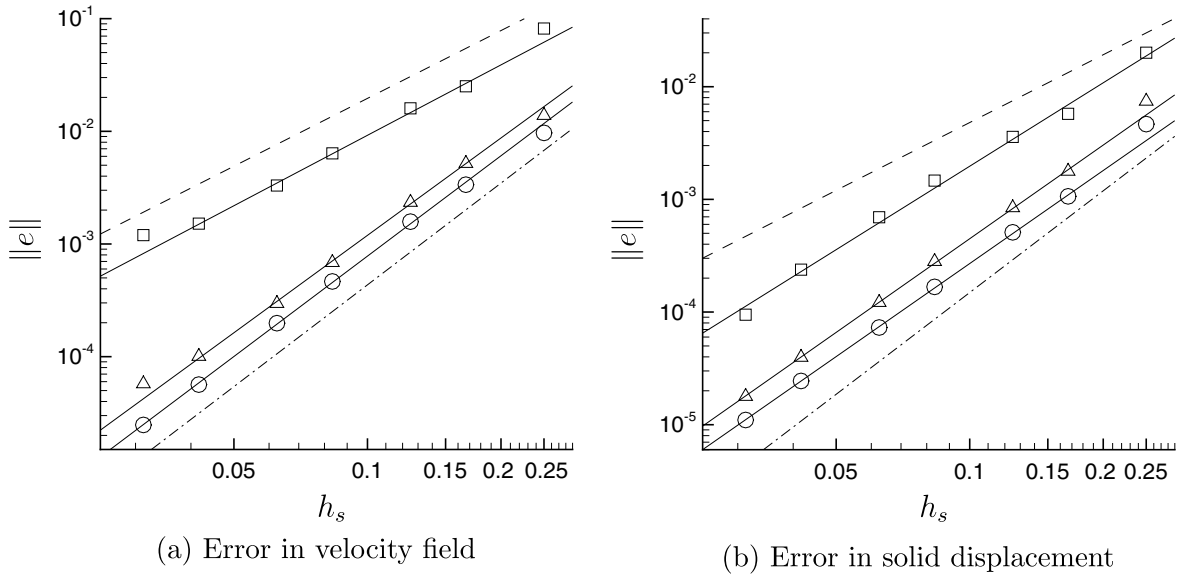 10^-1
10^-2
10^-3
10^-4
||e||
0.05 0.1 0.15 0.2 0.25
h_s
(a) Error in velocity field
10^-2
10^-3
10^-4
10^-5
||e||
0.05 0.1 0.15 0.2 0.25
h_s
(b) Error in solid displacement